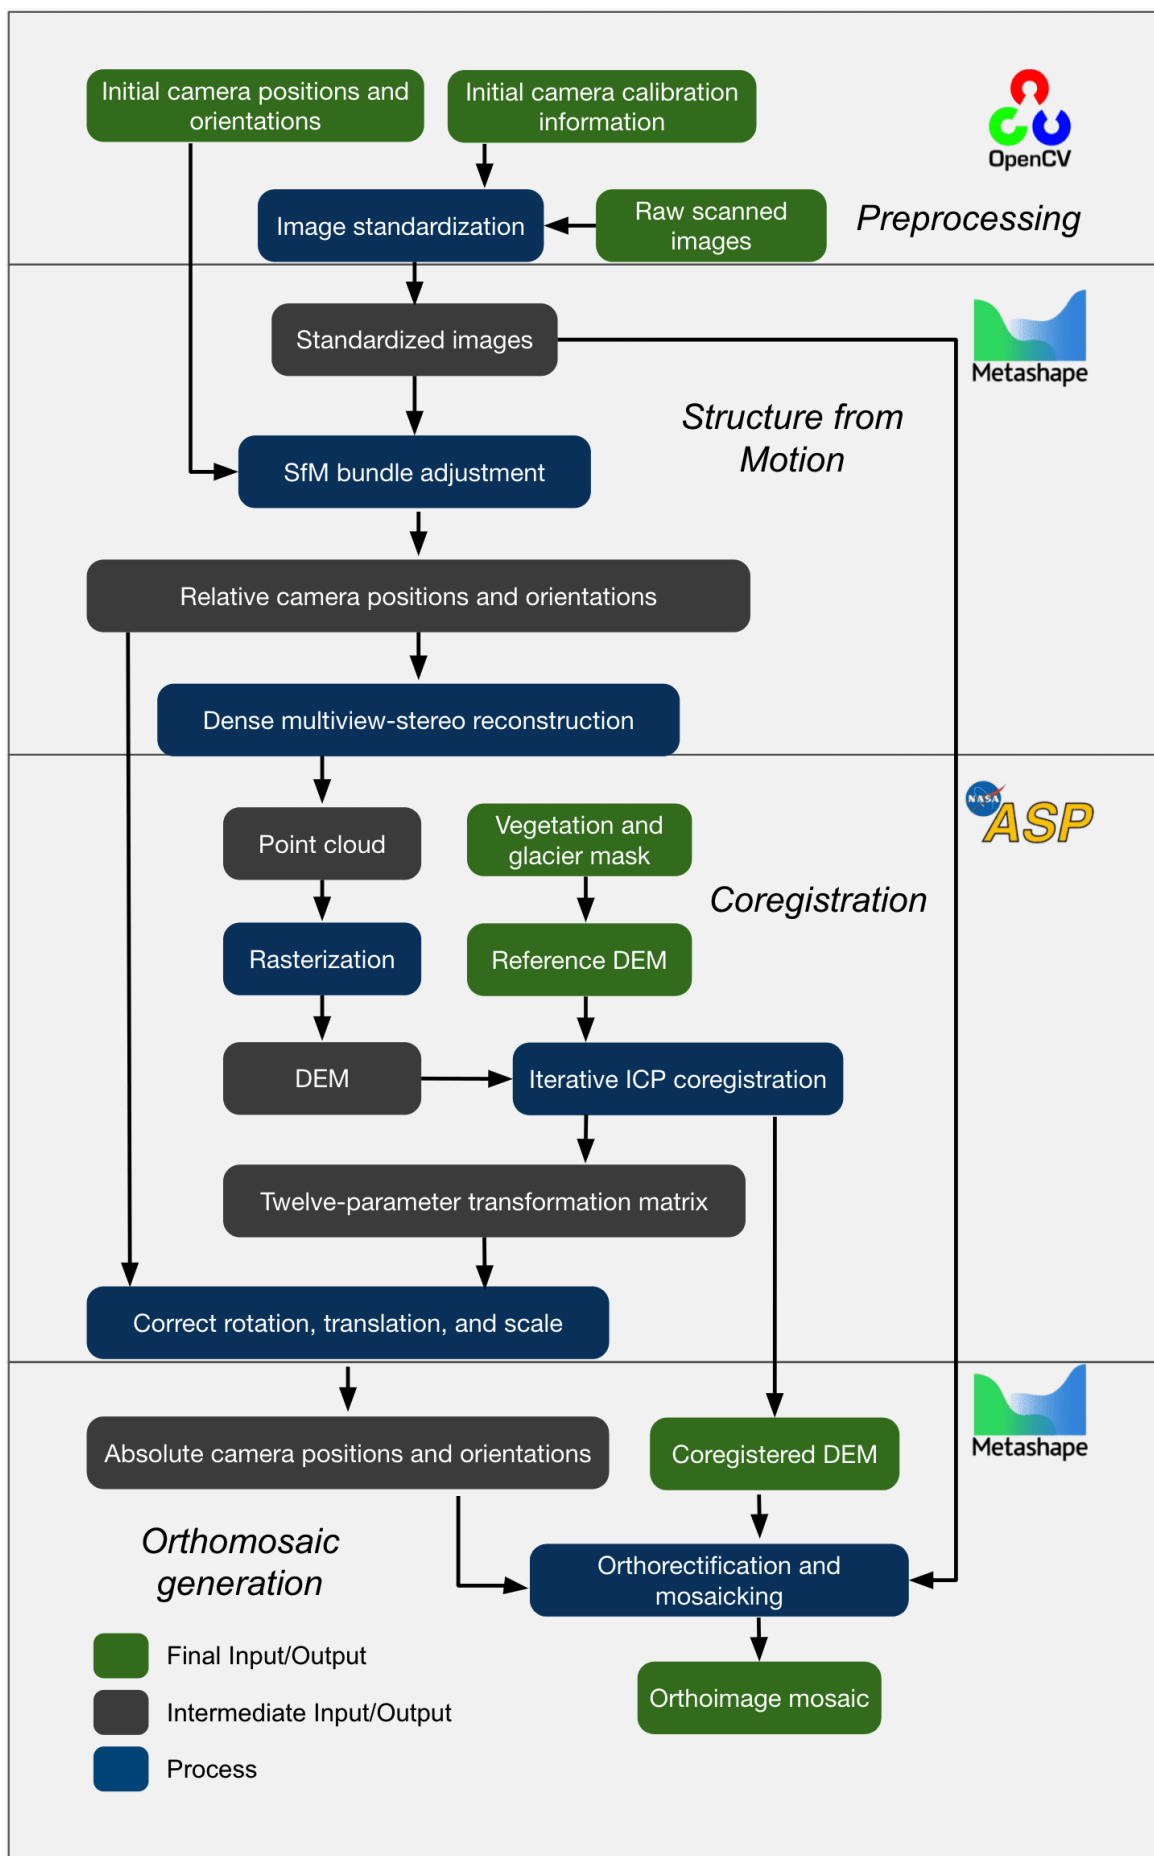 Initial camera positions and
orientations
Initial camera calibration
information
OpenCV
Image standardization
Raw scanned
images
Preprocessing
Standardized images
Metashape
Structure from
Motion
SfM bundle adjustment
Relative camera positions and orientations
Dense multiview-stereo reconstruction
NASA
ASP
Point cloud
Vegetation and
glacier mask
Coregistration
Rasterization
Reference DEM
DEM
Iterative ICP coregistration
Twelve-parameter transformation matrix
Correct rotation, translation, and scale
Metashape
Absolute camera positions and orientations
Coregistered DEM
Orthomosaic
generation
Orthorectification and
mosaicking
Final Input/Output
Orthoimage mosaic
Intermediate Input/Output
Process